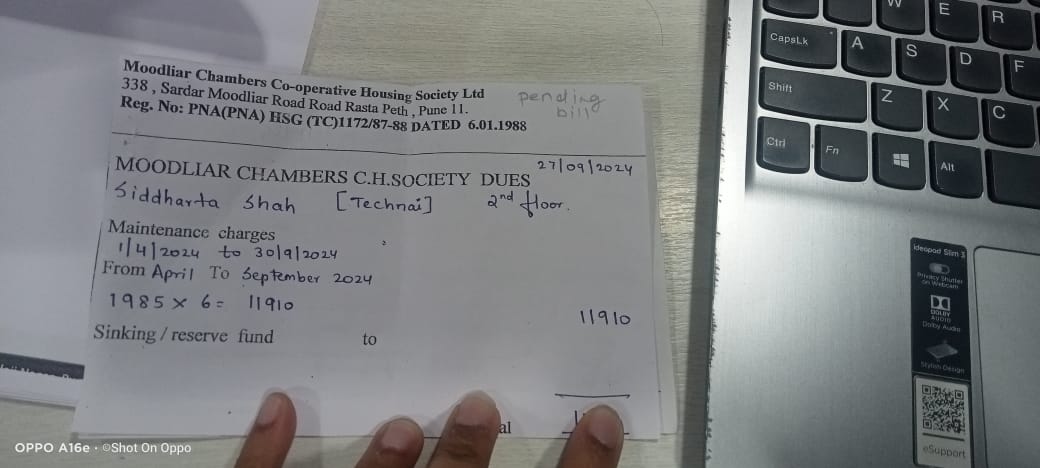 Moodliar Chambers Co-operative Housing Society Ltd
338 , Sardar Moodliar Road Road Rasta Peth , Pune 11.
Reg. No: PNA(PNA) HSG (TC)1172/87-88 DATED 6.01.1988
pending
bill
27/09/2024
MOODLIAR CHAMBERS C.H.SOCIETY DUES
Siddharta Shah [Technai] 2nd floor.
Maintenance charges
1/4/2024 to 30/9/2024
From April To September 2024
1985 × 6 = 11910
11910
Sinking / reserve fund to
al
W E R
CapsLk A S D F
Shift Z X C
Ctrl Fn Alt
ideapad Slim 3
Privacy Shutter
on Webcam
DOLBY
AUDIO
Dolby Audio
Stylish Design
eSupport
OPPO A16e · ©Shot On Oppo